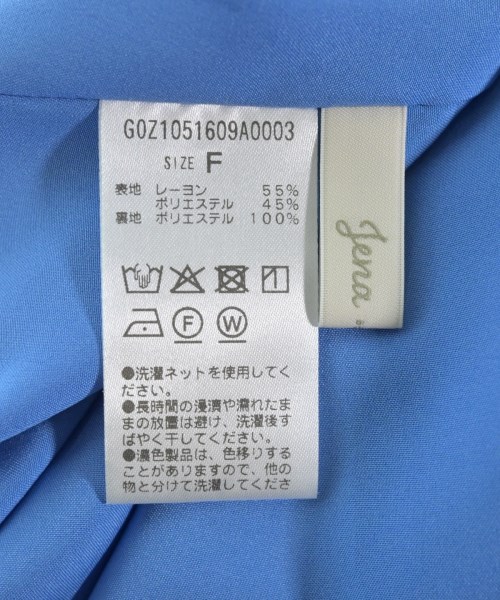 G0Z1051609A0003
SIZE F
表地 レーヨン 55%
ポリエステル 45%
裏地 ポリエステル 100%
F W
●洗濯ネットを使用してく
ださい。
●長時間の浸漬や濡れたま
まの放置は避け、洗濯後す
ばやく干してください。
●濃色製品は、色移りする
ことがありますので、他の
物と分けて洗濯してくださ
Jena